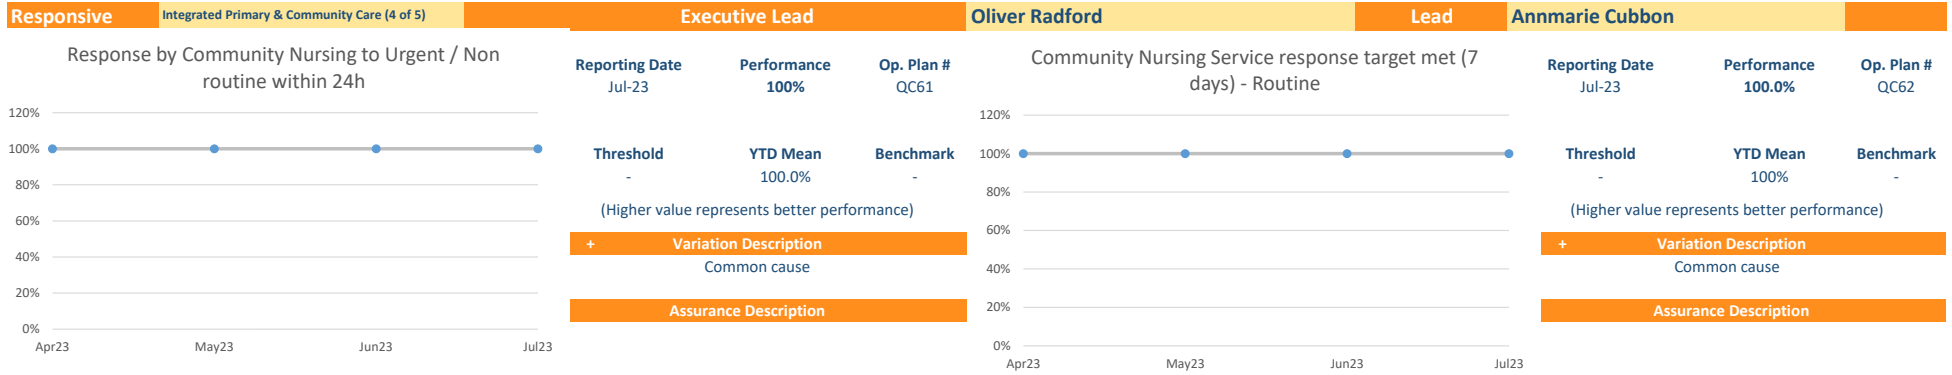 Responsive
Integrated Primary & Community Care (4 of 5)
Executive Lead
Oliver Radford
Lead
Annmarie Cubbon
Response by Community Nursing to Urgent / Non
routine within 24h
120%
100%
80%
60%
40%
20%
0%
Apr23 May23 Jun23 Jul23
Reporting Date Performance Op. Plan #
Jul-23 100% QC61
Threshold YTD Mean Benchmark
- 100.0% -
(Higher value represents better performance)
+ Variation Description
Common cause
Assurance Description
Community Nursing Service response target met (7
days) - Routine
120%
100%
80%
60%
40%
20%
0%
Apr23 May23 Jun23 Jul23
Reporting Date Performance Op. Plan #
Jul-23 100.0% QC62
Threshold YTD Mean Benchmark
- 100% -
(Higher value represents better performance)
+ Variation Description
Common cause
Assurance Description